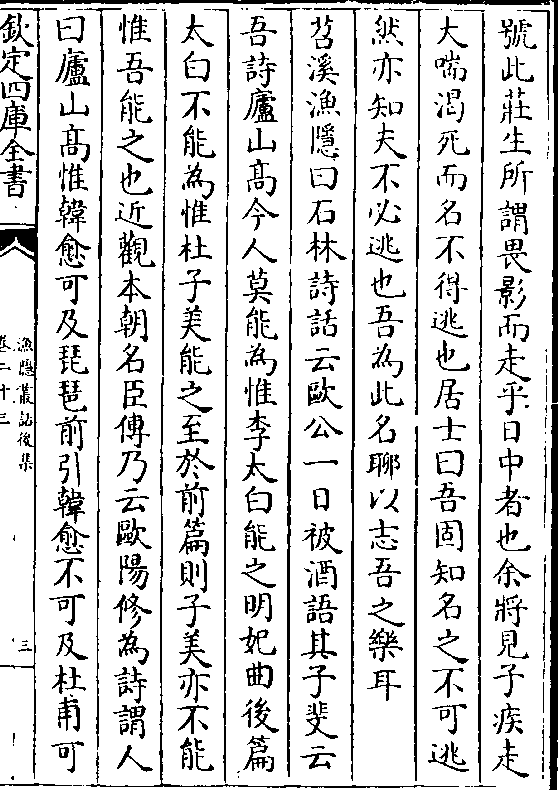 號此莊生所謂畏影而走乎日中者也余將見子疾走
大喘渴死而名不得逃也居士曰吾固知名之不可逃
然亦知夫不必逃也吾為此名聊以志吾之樂耳
苕溪漁隱曰石林詩話云歐公一日被酒語其子斐云
吾詩廬山髙今人莫能為惟李太白能之明妃曲後篇
太白不能為惟杜子美能之至於前篇則子美亦不能
惟吾能之也近觀本朝名臣傳乃云歐陽修為詩謂人
曰廬山髙惟韓愈可及琵琶前引韓愈不可及杜甫可
欽定四庫全書
漁隱叢話後集
卷二十三
三